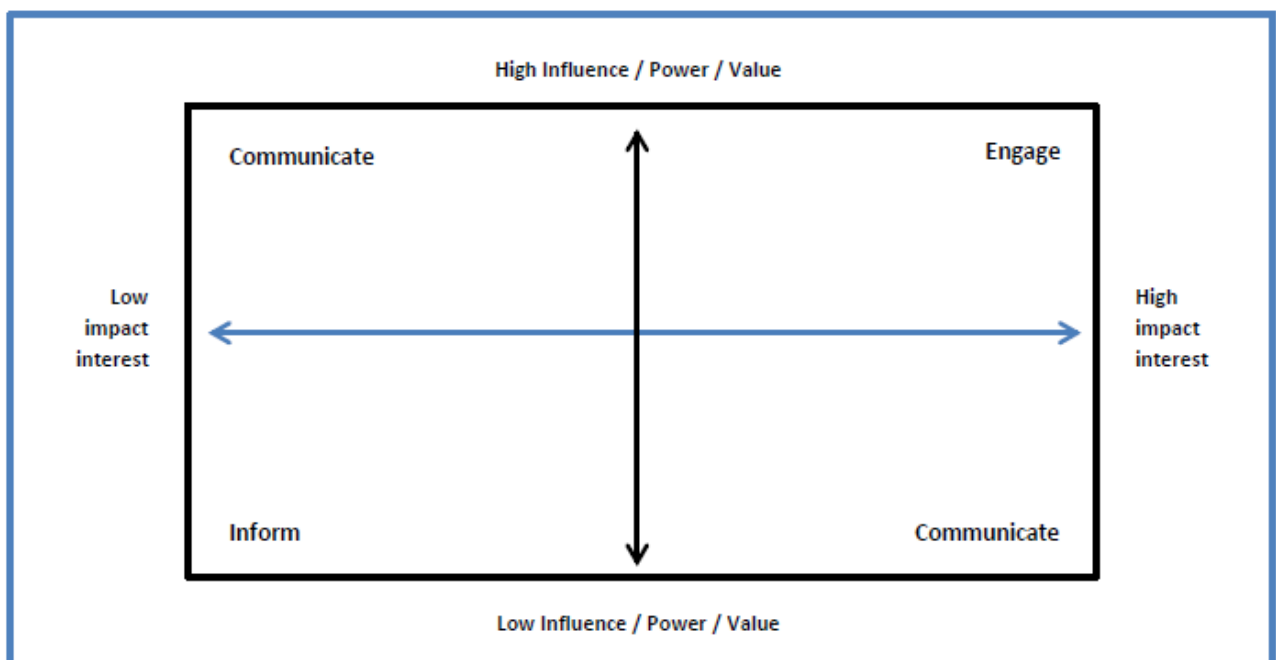 High Influence / Power / Value
Communicate
Engage
Low
impact
interest
High
impact
interest
Inform
Communicate
Low Influence / Power / Value